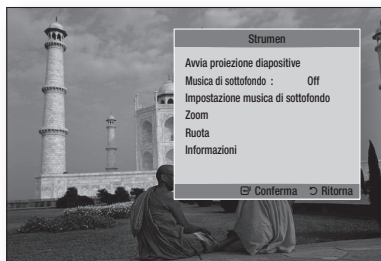 Strumen
Avvia proiezione diapositive
Musica di sottofondo : Off
Impostazione musica di sottofondo
Zoom
Ruota
Informazioni
Conferma Ritorna